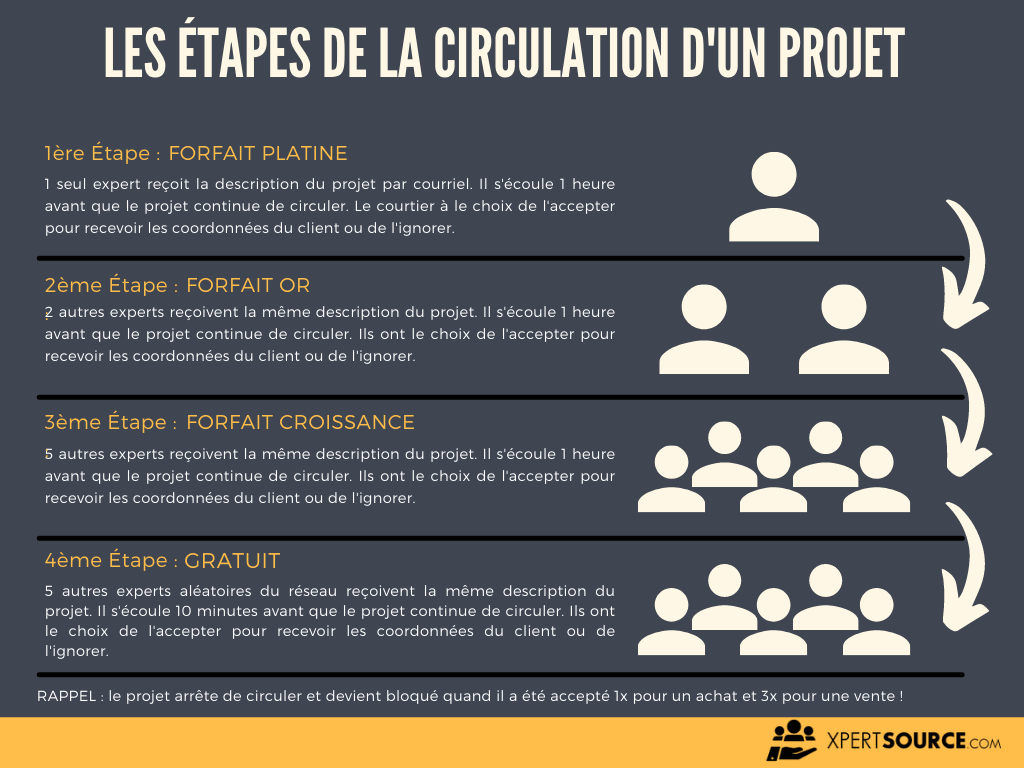 LES ÉTAPES DE LA CIRCULATION D'UN PROJET
1ère Étape : FORFAIT PLATINE
1 seul expert reçoit la description du projet par courriel. Il s'écoule 1 heure
avant que le projet continue de circuler. Le courtier à le choix de l'accepter
pour recevoir les coordonnées du client ou de l'ignorer.
2ème Étape : FORFAIT OR
2 autres experts reçoivent la même description du projet. Il s'écoule 1 heure
avant que le projet continue de circuler. Ils ont le choix de l'accepter pour
recevoir les coordonnées du client ou de l'ignorer.
3ème Étape : FORFAIT CROISSANCE
5 autres experts reçoivent la même description du projet. Il s'écoule 1 heure
avant que le projet continue de circuler. Ils ont le choix de l'accepter pour
recevoir les coordonnées du client ou de l'ignorer.
4ème Étape : GRATUIT
5 autres experts aléatoires du réseau reçoivent la même description du
projet. Il s'écoule 10 minutes avant que le projet continue de circuler. Ils ont
le choix de l'accepter pour recevoir les coordonnées du client ou de
l'ignorer.
RAPPEL : le projet arrête de circuler et devient bloqué quand il a été accepté 1x pour un achat et 3x pour une vente !
XPERTSOURCE.COM